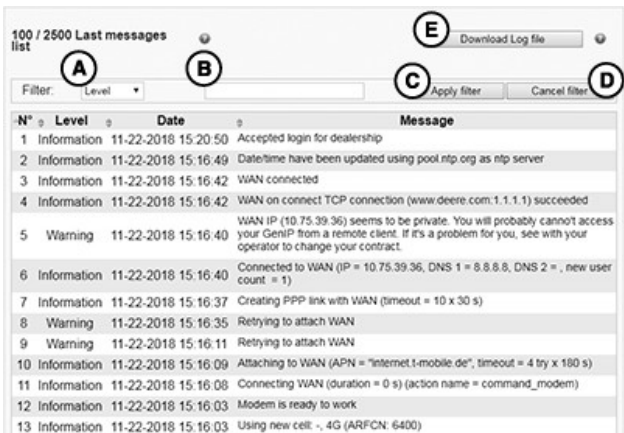 100 / 2500 Last messages
list
E
Download Log file
A
B
C
D
Filter:
Level
Apply filter
Cancel filter
N° Level Date Message
1 Information 11-22-2018 15:20:50 Accepted login for dealership
2 Information 11-22-2018 15:16:49 Date/time have been updated using pool.ntp.org as ntp server
3 Information 11-22-2018 15:16:42 WAN connected
4 Information 11-22-2018 15:16:42 WAN on connect TCP connection (www.deere.com:1.1.1.1) succeeded
WAN IP (10.75.39.36) seems to be private. You will probably cannot access
5 Warning 11-22-2018 15:16:40 your GenIP from a remote client. If it's a problem for you, see with your
operator to change your contract.
6 Information 11-22-2018 15:16:40 Connected to WAN (IP = 10.75.39.36, DNS 1 = 8.8.8.8, DNS 2 = , new user
count = 1)
7 Information 11-22-2018 15:16:37 Creating PPP link with WAN (timeout = 10 x 30 s)
8 Warning 11-22-2018 15:16:35 Retrying to attach WAN
9 Warning 11-22-2018 15:16:11 Retrying to attach WAN
10 Information 11-22-2018 15:16:09 Attaching to WAN (APN = "internet.t-mobile.de", timeout = 4 try x 180 s)
11 Information 11-22-2018 15:16:08 Connecting WAN (duration = 0 s) (action name = command_modem)
12 Information 11-22-2018 15:16:03 Modem is ready to work
13 Information 11-22-2018 15:16:03 Using new cell: -, 4G (ARFCN: 6400)